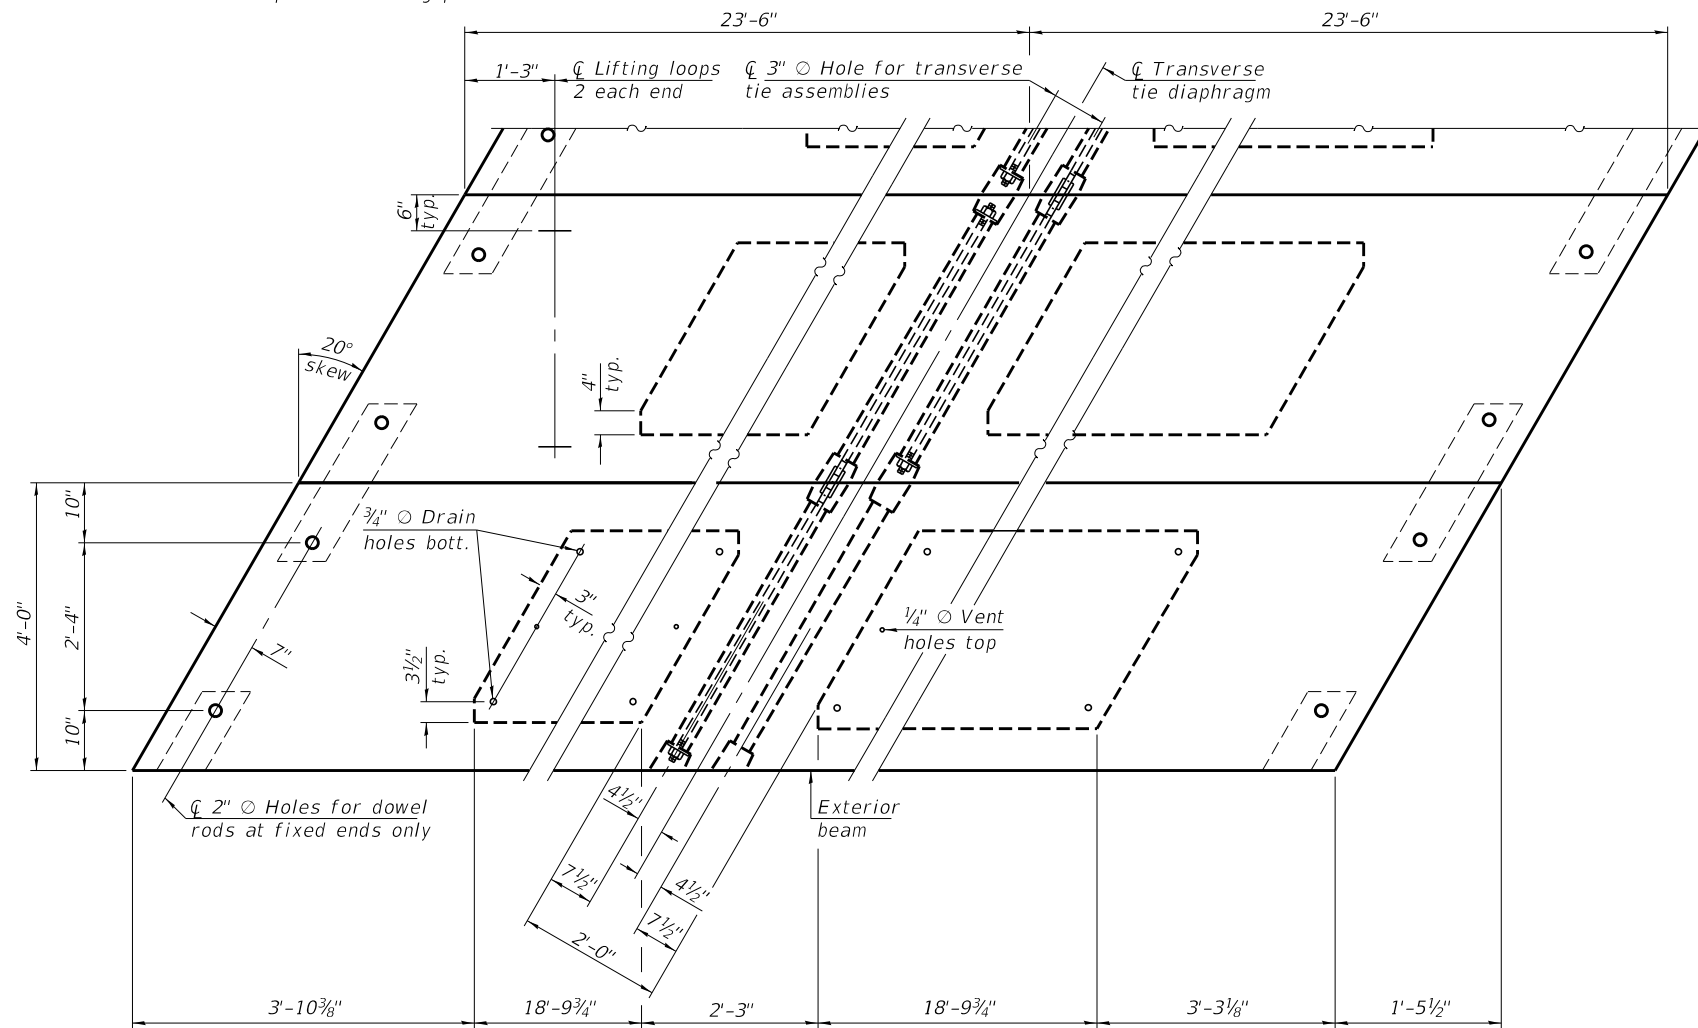 23'-6" 23'-6"
1'-3" ℄ Lifting loops
2 each end
℄ 3" ∅ Hole for transverse
tie assemblies
℄ Transverse
tie diaphragm
6"
typ.
20°
skew
4"
typ.
10"
2'-4"
10"
4'-0"
3/4" ∅ Drain
holes bott.
3"
typ.
3½"
typ.
7"
1/4" ∅ Vent
holes top
℄ 2" ∅ Holes for dowel
rods at fixed ends only
Exterior
beam
4½"
7½"
4½"
7½"
2'-0"
3'-10⅜" 18'-9¾" 2'-3" 18'-9¾" 3'-3⅛" 1'-5½"